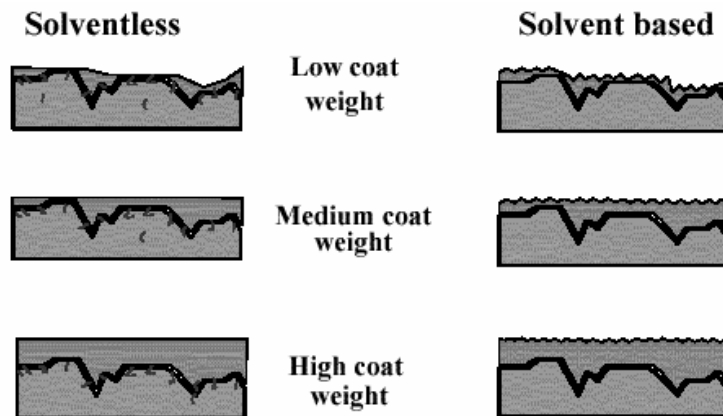 Solventless
Solvent based
Low coat
weight
Medium coat
weight
High coat
weight